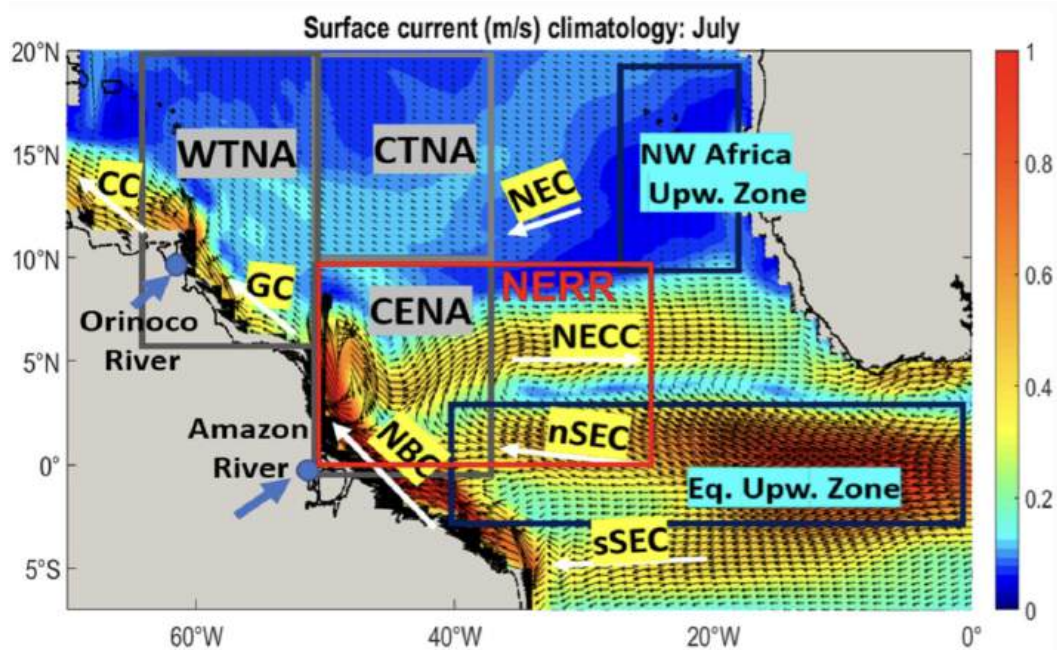 Surface current (m/s) climatology: July
20°N
15°N
10°N
5°N
0°
5°S
60°W
40°W
20°W
0°
1
0.8
0.6
0.4
0.2
0
WTNA
CTNA
NW Africa
Upw. Zone
CC
NEC
GC
NERR
CENA
Orinoco
River
NECC
Amazon
River
NBC
nSEC
Eq. Upw. Zone
sSEC